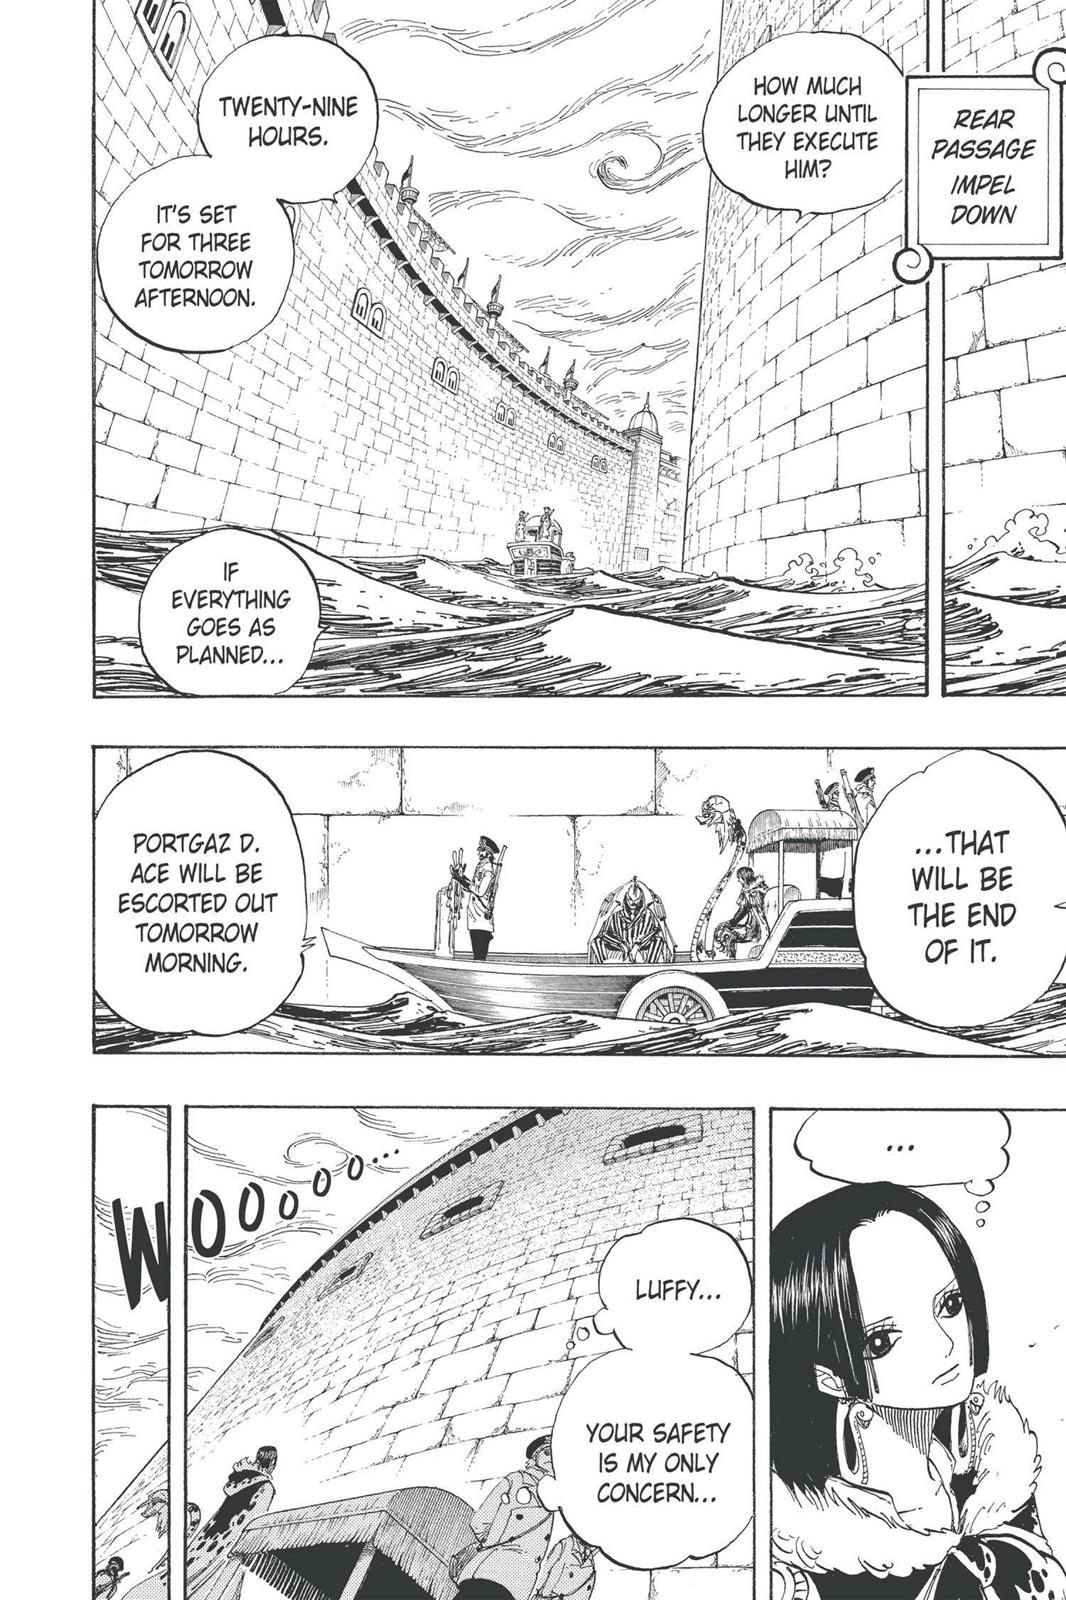 REAR
PASSAGE
IMPEL
DOWN
HOW MUCH
LONGER UNTIL
THEY EXECUTE
HIM?
TWENTY-NINE
HOURS.
IT'S SET
FOR THREE
TOMORROW
AFTERNOON.
IF
EVERYTHING
GOES AS
PLANNED...
...THAT
WILL BE
THE END
OF IT.
PORTGAZ D.
ACE WILL BE
ESCORTED OUT
TOMORROW
MORNING.
...
LUFFY...
YOUR SAFETY
IS MY ONLY
CONCERN...
WOOOOO...